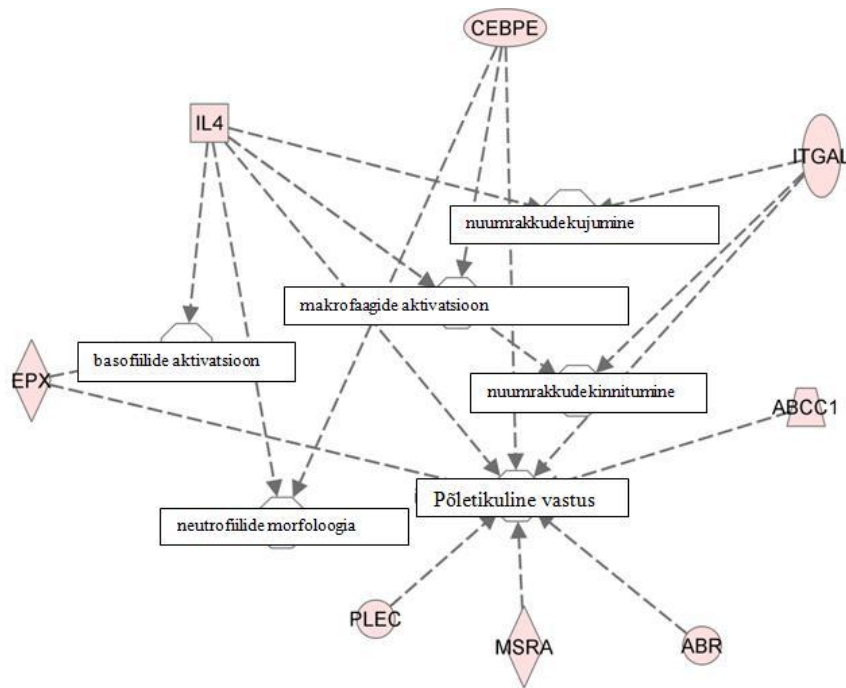 CEBPE
IL4
ITGAL
nuumrakkudekujumine
makrofaagide aktivatsioon
basofiilide aktivatsioon
EPX
nuumrakkudekinnitumine
ABCC1
Põletikuline vastus
neutrofiilide morfoloogia
PLEC
MSRA
ABR